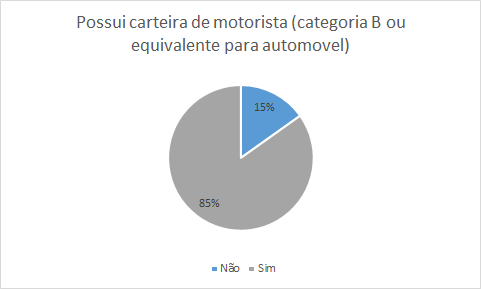 Possui carteira de motorista (categoria B ou
equivalente para automovel)
15%
85%
Não Sim